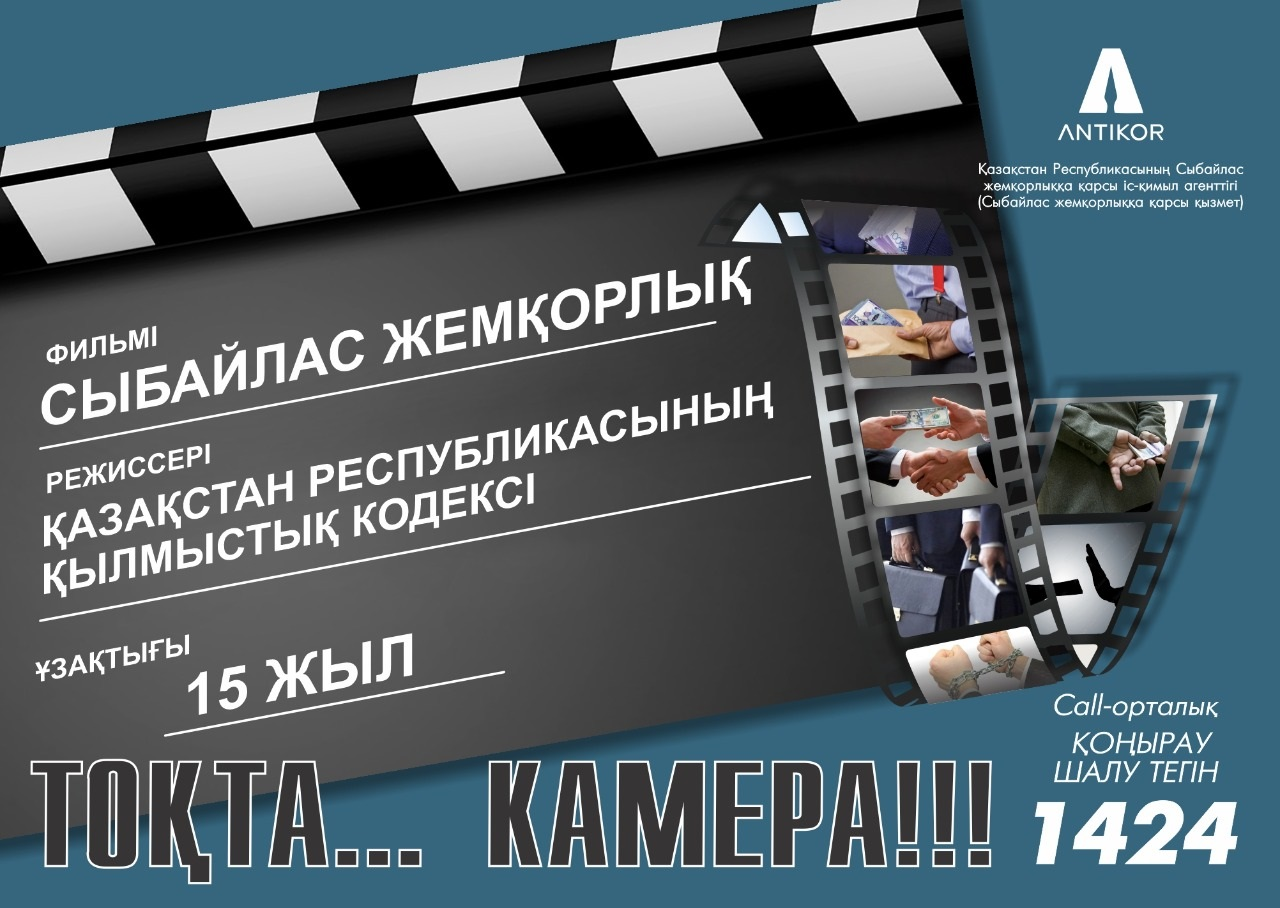 ANTIKOR
Қазақстан Республикасының Сыбайлас
жемқорлыққа қарсы іс-қимыл агенттігі
(Сыбайлас жемқорлыққа қарсы қызмет)
ФИЛЬМІ
СЫБАЙЛАС ЖЕМҚОРЛЫҚ
РЕЖИССЕРІ
ҚАЗАҚСТАН РЕСПУБЛИКАСЫНЫҢ
ҚЫЛМЫСТЫҚ КОДЕКСІ
ҰЗАҚТЫҒЫ
15 ЖЫЛ
Call-орталық
ҚОҢЫРАУ
ШАЛУ ТЕГІН
1424
ТОҚТА... КАМЕРА!!!